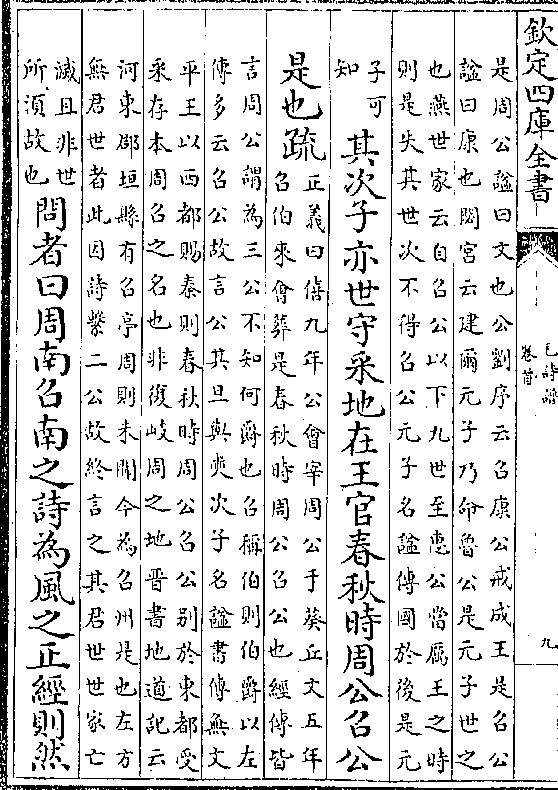 欽定四庫全書
毛詩譜
卷首
九
是周公諡曰文也公劉序云召康公戒成王是召公
諡曰康也閟宮云建爾元子乃命魯公是元子世之
也燕世家云自召公以下九世至惠公當厲王之時
則是失其世次不得召公元子名諡傳國於後是元
子可
知
其次子亦世守采地在王官春秋時周公召公
是也疏
正義曰僖九年公會宰周公于葵丘文五年
召伯來會葬是春秋時周公召公也經傳皆
言周公謂為三公不知何爵也召稱伯則伯爵以左
傳多云召公故言公其旦與奭次子名諡書傳無文
平王以西都賜秦則春秋時周公召公別於東都受
采存本周召之名也非復岐周之地晉書地道記云
河東郡垣縣有召亭周則未聞今為召州是也左方
無君世者此因詩繫二公故終言之其君世世家亡
滅且非世
所須故也
問者曰周南召南之詩為風之正經則然